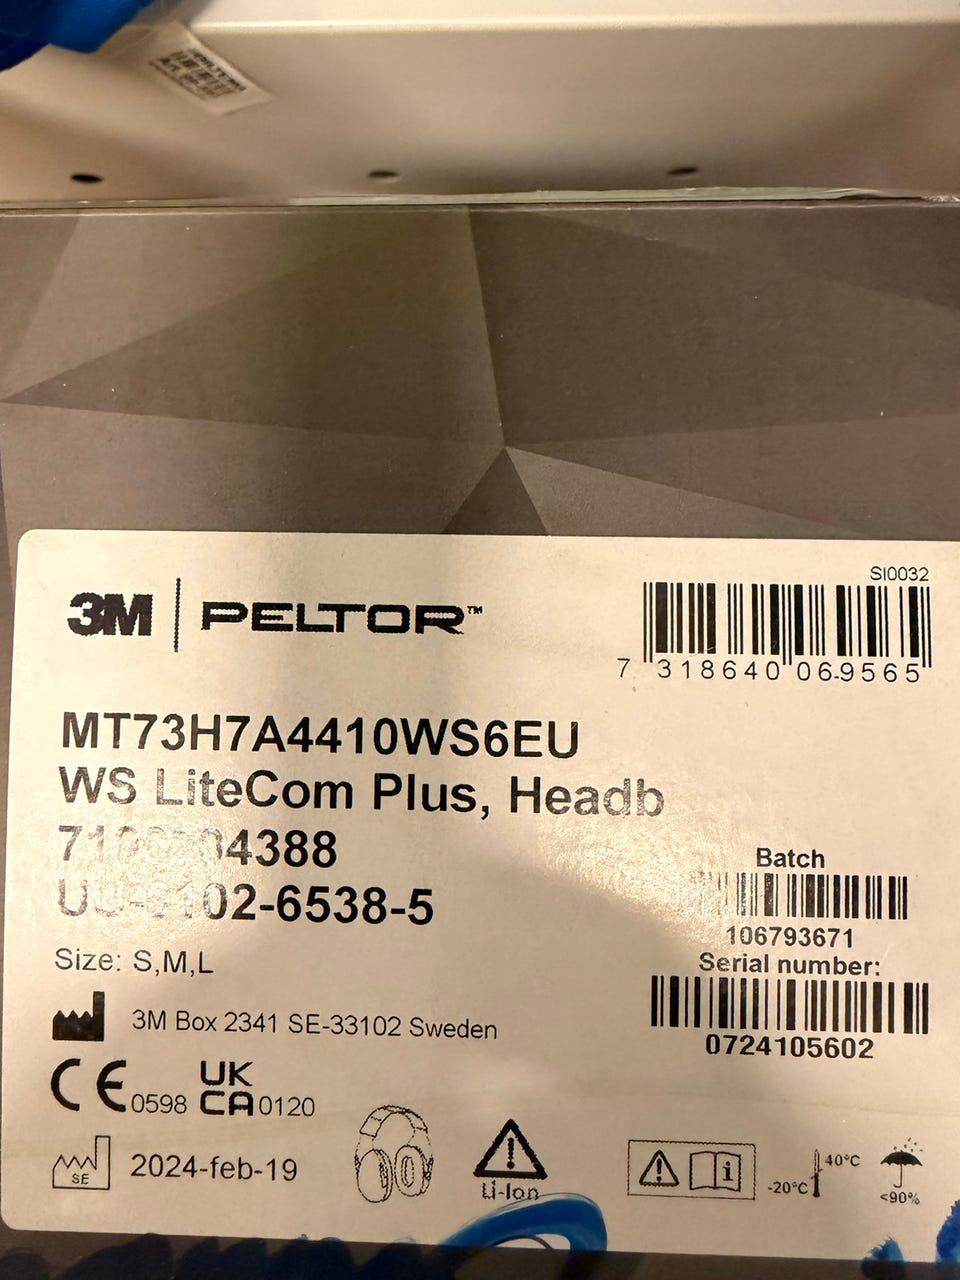 SI0032
3M | PELTOR™
7 318640 069565
MT73H7A4410WS6EU
WS LiteCom Plus, Headb
Batch
106793671
Serial number:
0724105602
Size: S,M,L
3M Box 2341 SE-33102 Sweden
CE 0598 UK CA 0120
SE
2024-feb-19
Li-Ion
i
40°C
-20°C
<90%